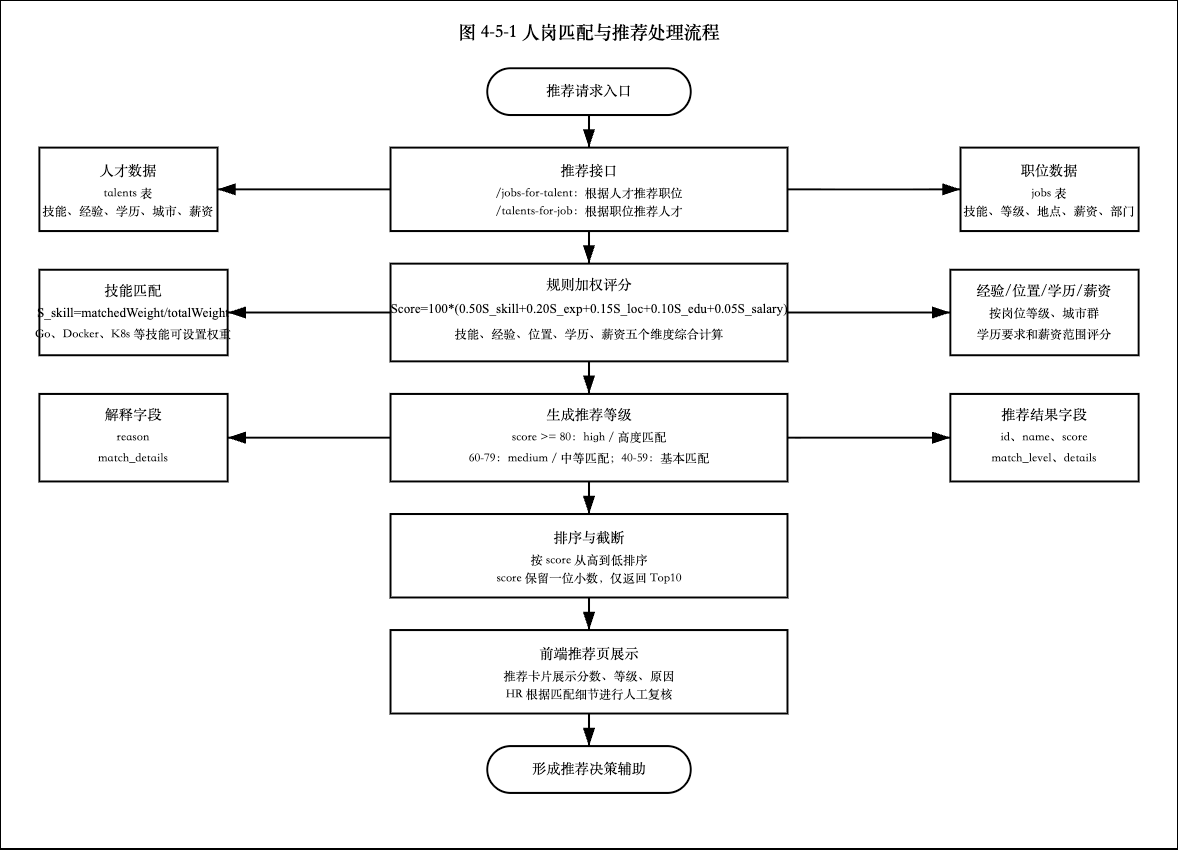 图 4-5-1 人岗匹配与推荐处理流程
推荐请求入口
人才数据
talents 表
技能、经验、学历、城市、薪资
推荐接口
/jobs-for-talent：根据人才推荐职位
/talents-for-job：根据职位推荐人才
职位数据
jobs 表
技能、等级、地点、薪资、部门
技能匹配
S_skill=matchedWeight/totalWeight
Go、Docker、K8s 等技能可设置权重
规则加权评分
Score=100*(0.50S_skill+0.20S_exp+0.15S_loc+0.10S_edu+0.05S_salary)
技能、经验、位置、学历、薪资五个维度综合计算
经验/位置/学历/薪资
按岗位等级、城市群
学历要求和薪资范围评分
解释字段
reason
match_details
生成推荐等级
score >= 80：high / 高度匹配
60-79：medium / 中等匹配；40-59：基本匹配
推荐结果字段
id、name、score
match_level、details
排序与截断
按 score 从高到低排序
score 保留一位小数，仅返回 Top10
前端推荐页展示
推荐卡片展示分数、等级、原因
HR 根据匹配细节进行人工复核
形成推荐决策辅助